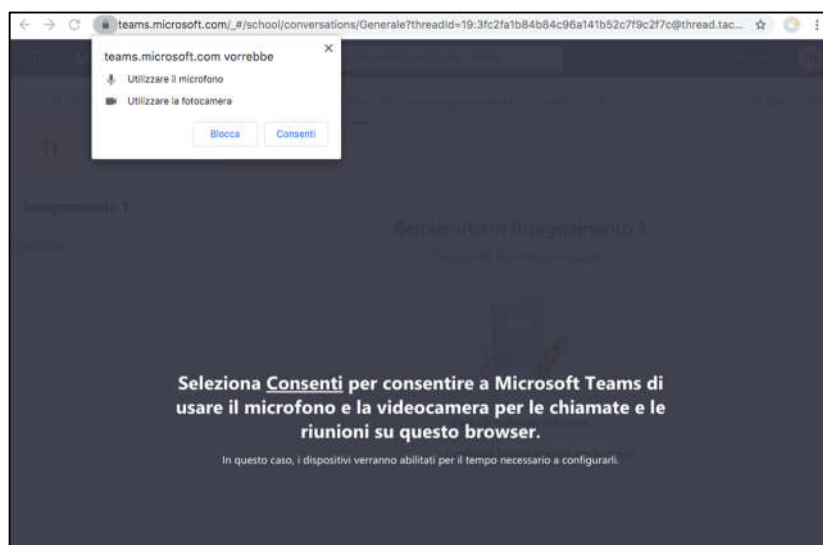 teams.microsoft.com/_#/school/conversations/Generale?threadId=19:3fc2fa1b84b84c96a141b52c7f9c2f7c@thread.tac...
teams.microsoft.com vorrebbe
Utilizzare il microfono
Utilizzare la fotocamera
Blocca Consenti
Insegnamento 1
Benvenuto in Insegnamento 1
Seleziona Consenti per consentire a Microsoft Teams di
usare il microfono e la videocamera per le chiamate e le
riunioni su questo browser.
In questo caso, i dispositivi verranno abilitati per il tempo necessario a configurarli.